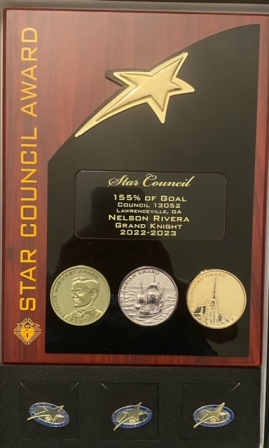 STAR COUNCIL AWARD
Star Council
155% OF GOAL
COUNCIL 13052
LAWRENCEVILLE, GA
NELSON RIVERA
GRAND KNIGHT
2022-2023